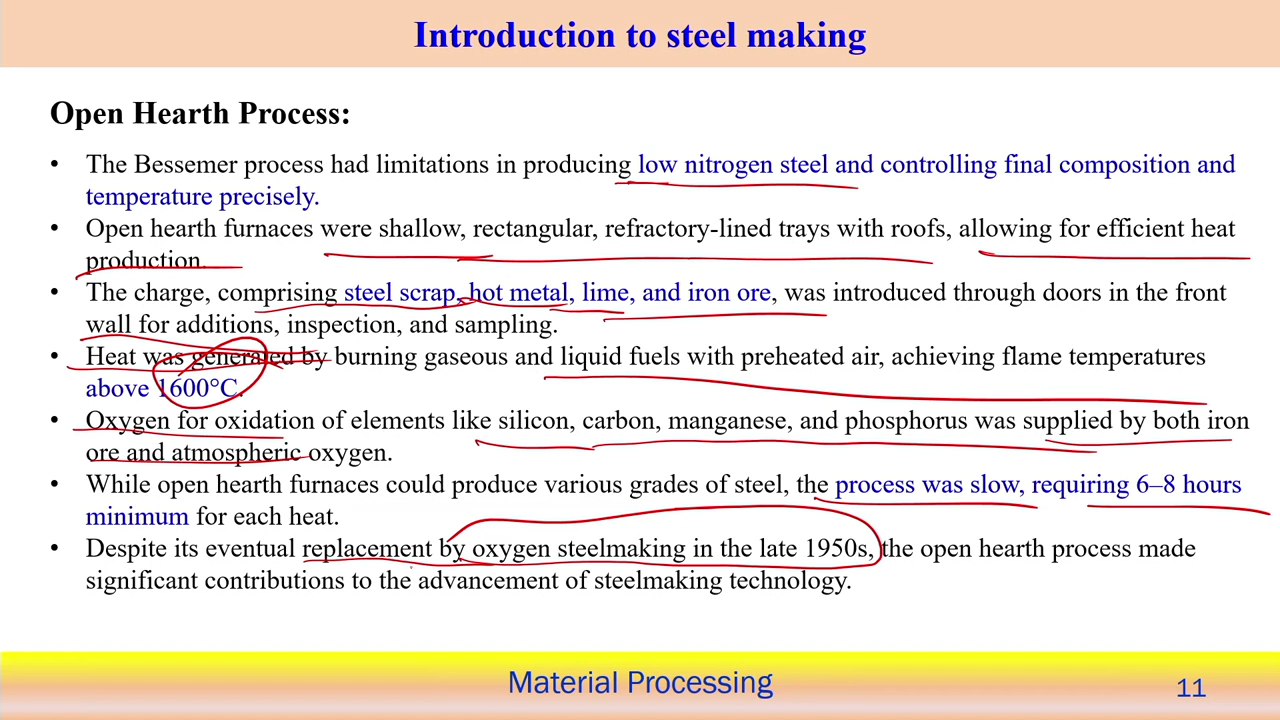 Introduction to steel making
Open Hearth Process:
• The Bessemer process had limitations in producing low nitrogen steel and controlling final composition and
temperature precisely.
• Open hearth furnaces were shallow, rectangular, refractory-lined trays with roofs, allowing for efficient heat
production.
• The charge, comprising steel scrap, hot metal, lime, and iron ore, was introduced through doors in the front
wall for additions, inspection, and sampling.
• Heat was generated by burning gaseous and liquid fuels with preheated air, achieving flame temperatures
above 1600°C.
• Oxygen for oxidation of elements like silicon, carbon, manganese, and phosphorus was supplied by both iron
ore and atmospheric oxygen.
• While open hearth furnaces could produce various grades of steel, the process was slow, requiring 6–8 hours
minimum for each heat.
• Despite its eventual replacement by oxygen steelmaking in the late 1950s, the open hearth process made
significant contributions to the advancement of steelmaking technology.
Material Processing
11